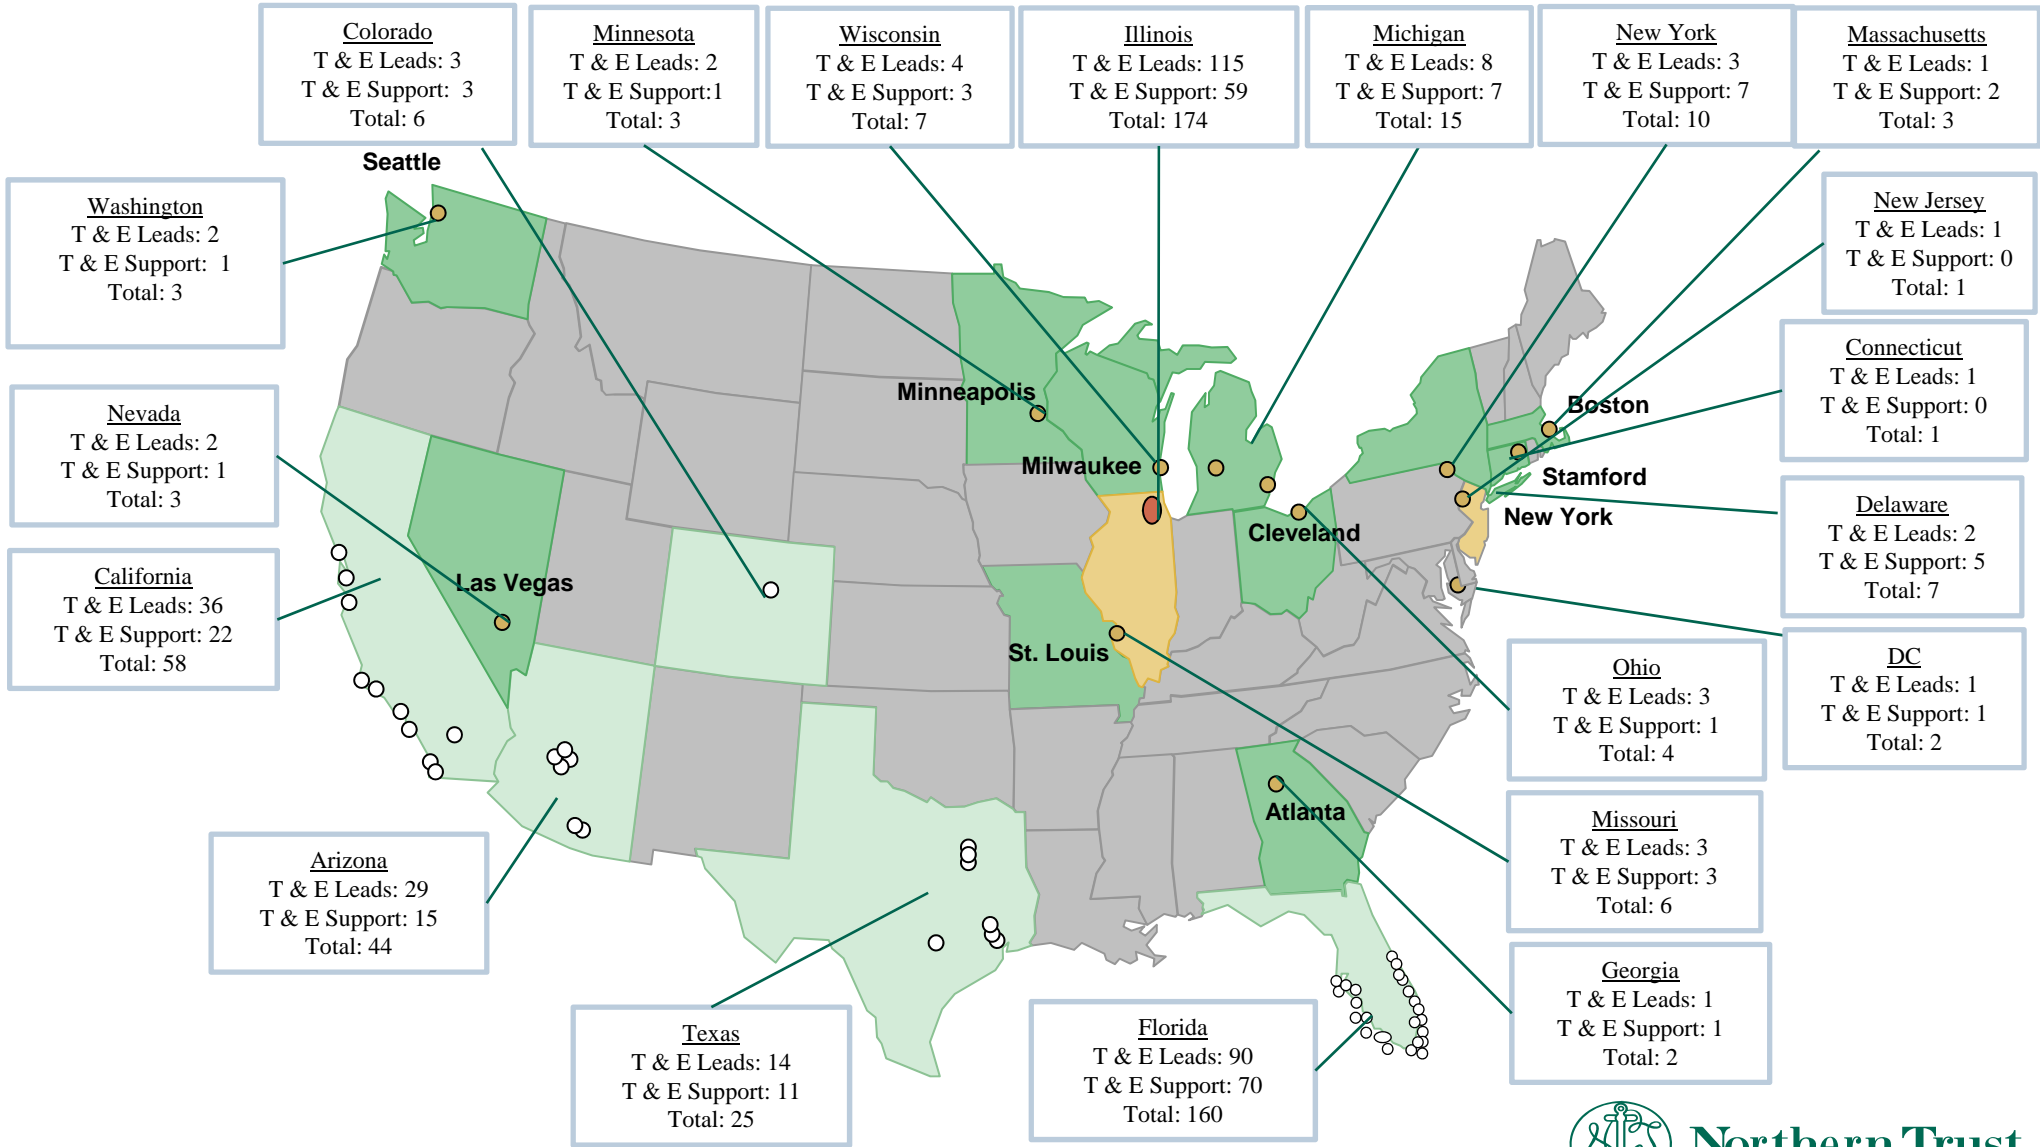 Colorado
T & E Leads: 3
T & E Support:  3
Total: 6
Minnesota
T & E Leads: 2
T & E Support:1
Total: 3
Wisconsin
T & E Leads: 4
T & E Support: 3
Total: 7
Illinois
T & E Leads: 115
T & E Support: 59
Total: 174
Michigan
T & E Leads: 8
T & E Support: 7
Total: 15
New York
T & E Leads: 3
T & E Support: 7
Total: 10
Massachusetts
T & E Leads: 1
T & E Support: 2
Total: 3
Seattle
Washington
T & E Leads: 2
T & E Support:  1
Total: 3
New Jersey
T & E Leads: 1
T & E Support: 0
Total: 1
Connecticut
T & E Leads: 1
T & E Support: 0
Total: 1
Nevada
T & E Leads: 2
T & E Support: 1
Total: 3
Minneapolis
Boston
Milwaukee
Stamford
New York
Cleveland
Delaware
T & E Leads: 2
T & E Support: 5
Total: 7
California
T & E Leads: 36
T & E Support: 22
Total: 58
Las Vegas
St. Louis
DC
T & E Leads: 1
T & E Support: 1
Total: 2
Ohio
T & E Leads: 3
T & E Support: 1
Total: 4
Atlanta
Missouri
T & E Leads: 3
T & E Support: 3
Total: 6
Arizona
T & E Leads: 29
T & E Support: 15
Total: 44
Georgia
T & E Leads: 1
T & E Support: 1
Total: 2
Texas
T & E Leads: 14
T & E Support: 11
Total: 25
Florida
T & E Leads: 90
T & E Support: 70
Total: 160
Northern Trust